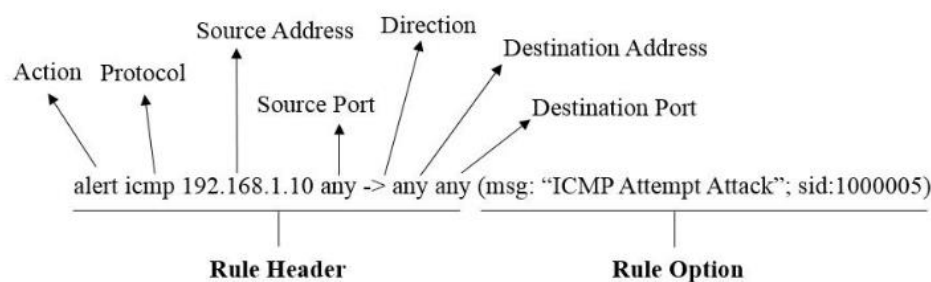 Source Address
Direction
Destination Address
Action
Protocol
Source Port
Destination Port
alert icmp 192.168.1.10 any -> any any (msg: “ICMP Attempt Attack”; sid:1000005)
Rule Header
Rule Option